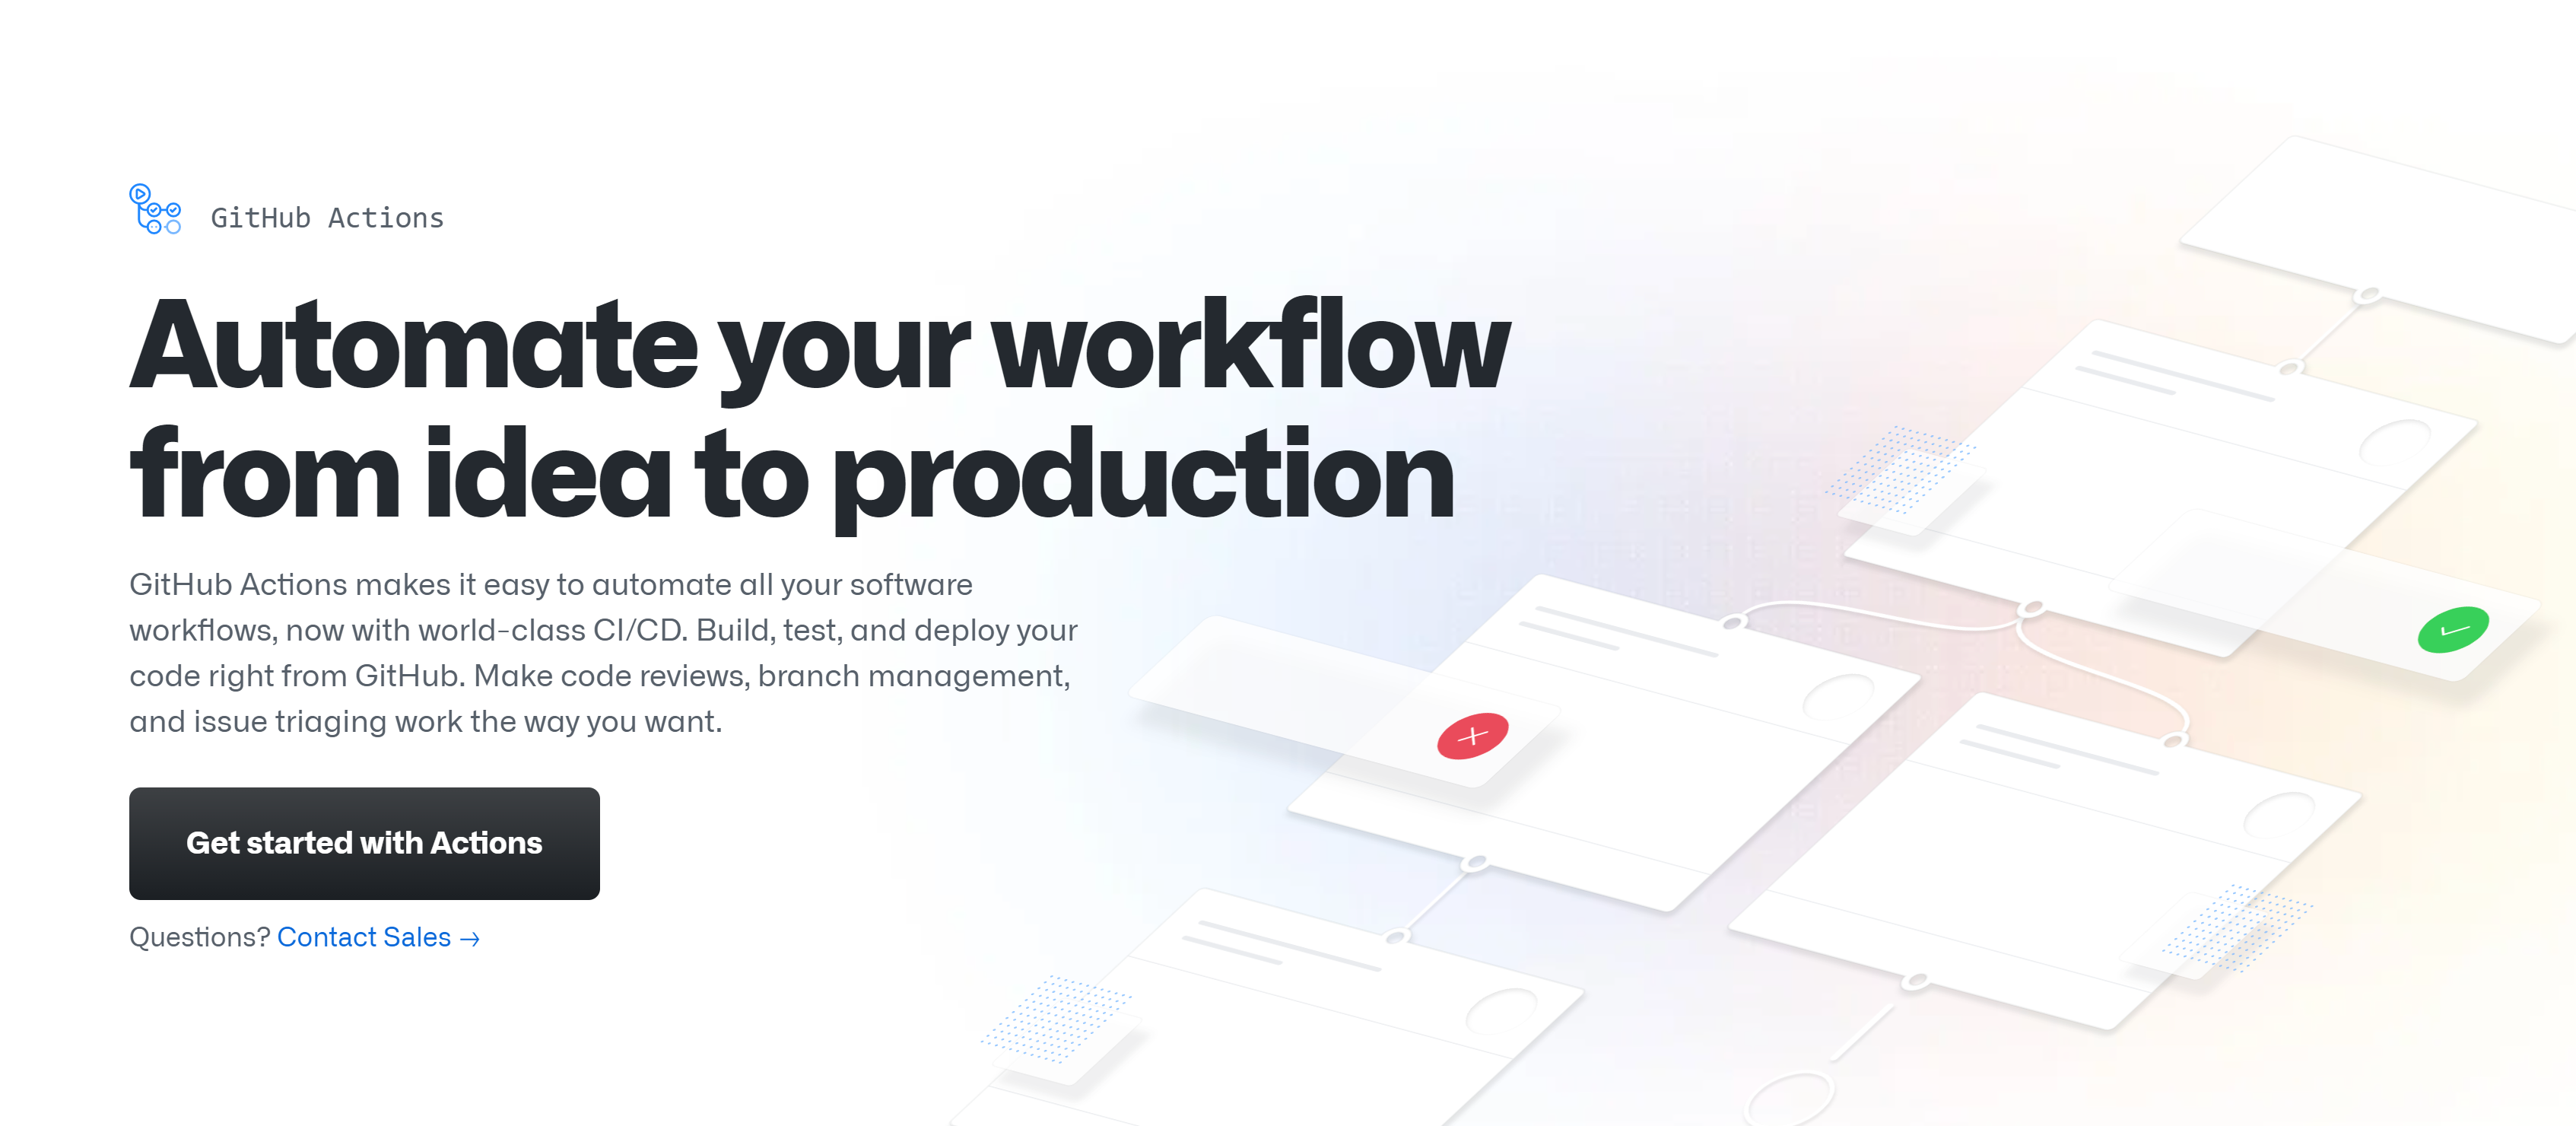 GitHub Actions
Automate your workflow
from idea to production
GitHub Actions makes it easy to automate all your software
workflows, now with world-class CI/CD. Build, test, and deploy your
code right from GitHub. Make code reviews, branch management,
and issue triaging work the way you want.
Get started with Actions
Questions? Contact Sales →